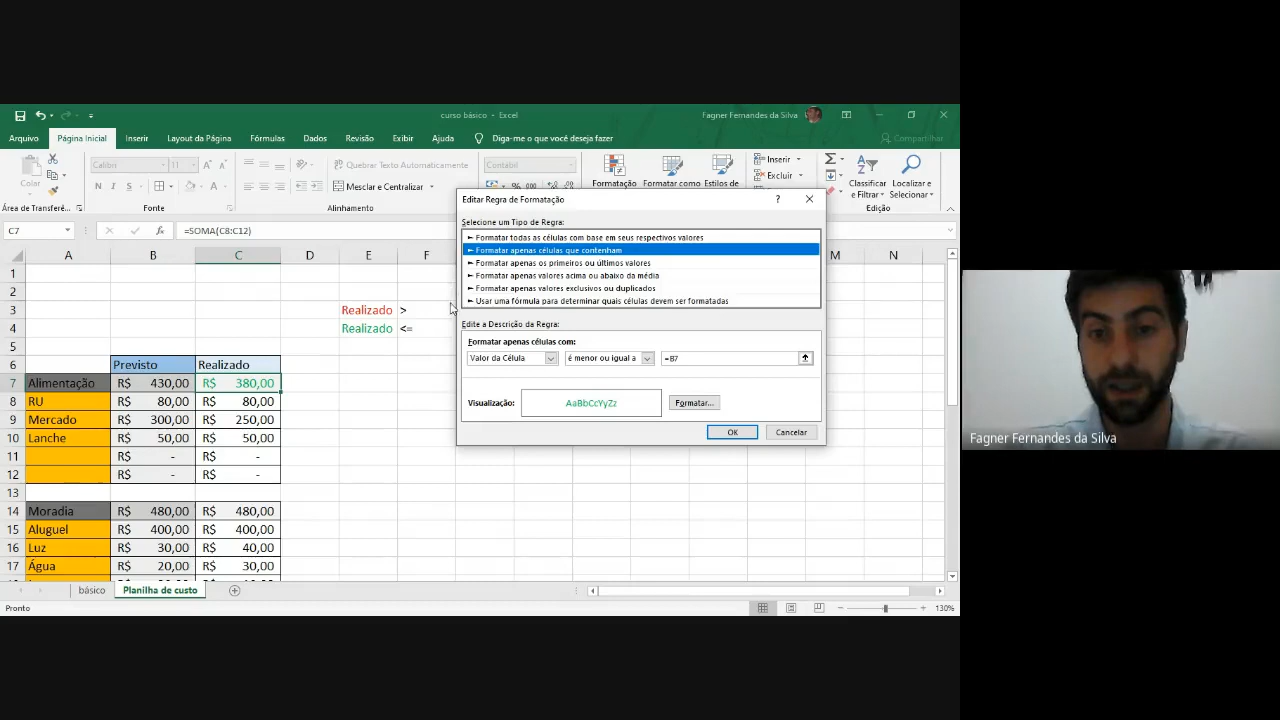 curso básico - Excel
Fagner Fernandes da Silva
Arquivo Página Inicial Inserir Layout da Página Fórmulas Dados Revisão Exibir Ajuda Diga-me o que você deseja fazer Compartilhar
Colar
Calibri 11
N I S
Quebrar Texto Automaticamente
Mesclar e Centralizar
Contábil
% 000
Formatação Formatar como Estilos de
Inserir
Excluir
Classificar e Filtrar
Localizar e Selecionar
Área de Transferê... Fonte Alinhamento Edição
C7 fx =SOMA(C8:C12)
Editar Regra de Formatação ?
Selecione um Tipo de Regra:
► Formatar todas as células com base em seus respectivos valores
► Formatar apenas células que contenham
► Formatar apenas os primeiros ou últimos valores
► Formatar apenas valores acima ou abaixo da média
► Formatar apenas valores exclusivos ou duplicados
► Usar uma fórmula para determinar quais células devem ser formatadas
Edite a Descrição da Regra:
Formatar apenas células com:
Valor da Célula é menor ou igual a =B7
Visualização: AaBbCcYyZz Formatar...
OK Cancelar
A B C D E F M N
1
2
3 Realizado >
4 Realizado <=
5
6 Previsto Realizado
7 Alimentação R$ 430,00 R$ 380,00
8 RU R$ 80,00 R$ 80,00
9 Mercado R$ 300,00 R$ 250,00
10 Lanche R$ 50,00 R$ 50,00
11 R$ - R$ -
12 R$ - R$ -
13
14 Moradia R$ 480,00 R$ 480,00
15 Aluguel R$ 400,00 R$ 400,00
16 Luz R$ 30,00 R$ 40,00
17 Água R$ 20,00 R$ 30,00
básico Planilha de custo
Pronto 130%
Fagner Fernandes da Silva